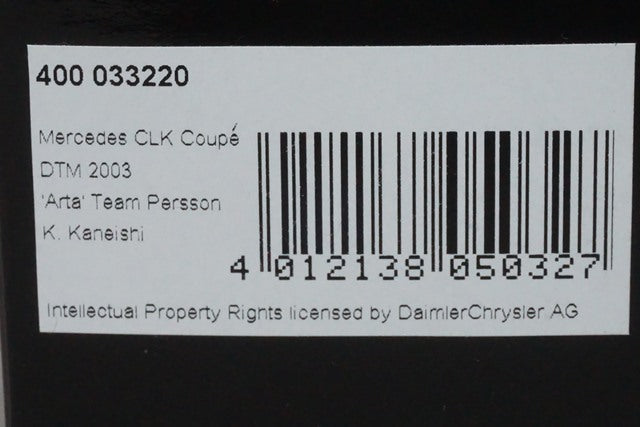 400 033220
Mercedes CLK Coupé
DTM 2003
'Arta' Team Persson
K. Kaneishi
4 012138 050327
Intellectual Property Rights licensed by DaimlerChrysler AG